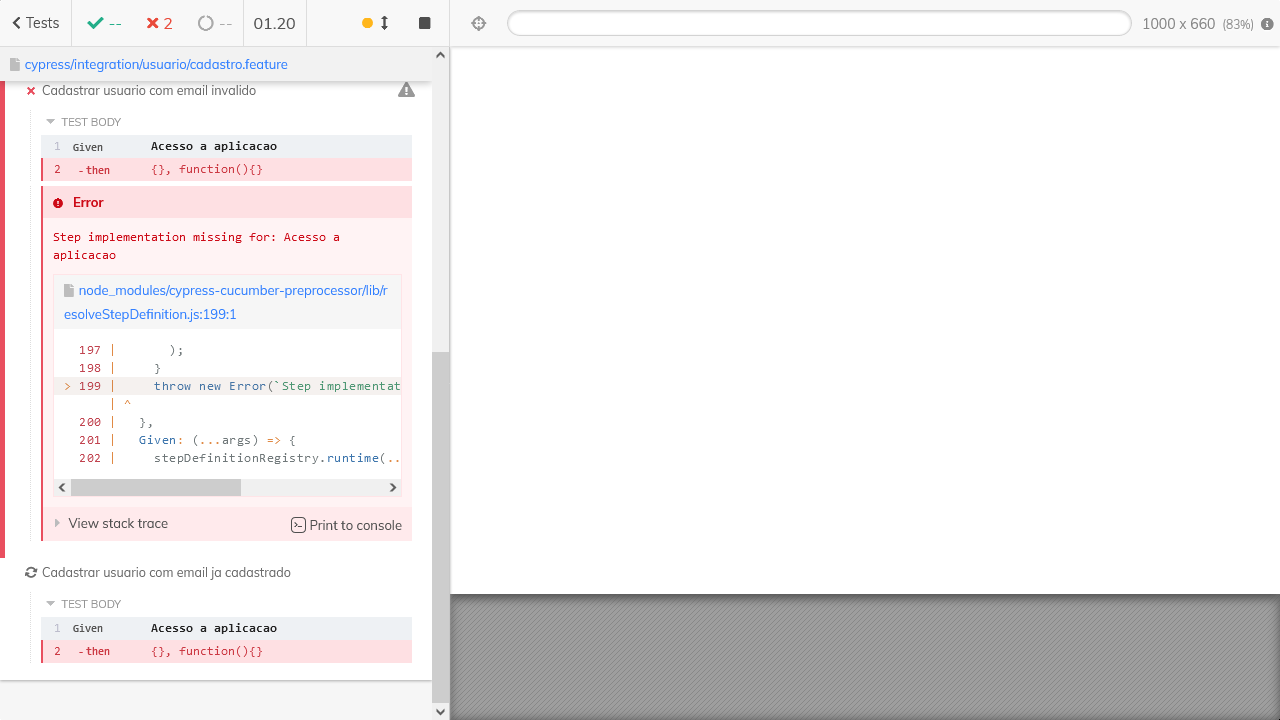 Tests
--
2
--
01.20
1000 x 660 (83%)
cypress/integration/usuario/cadastro.feature
Cadastrar usuario com email invalido
TEST BODY
1 Given Acesso a aplicacao
2 -then {}, function(){}
Error
Step implementation missing for: Acesso a
aplicacao
node_modules/cypress-cucumber-preprocessor/lib/r
esolveStepDefinition.js:199:1
197 | );
198 | }
> 199 | throw new Error(`Step implementat
| ^
200 | },
201 | Given: (...args) => {
202 | stepDefinitionRegistry.runtime(..
View stack trace
Print to console
Cadastrar usuario com email ja cadastrado
TEST BODY
1 Given Acesso a aplicacao
2 -then {}, function(){}